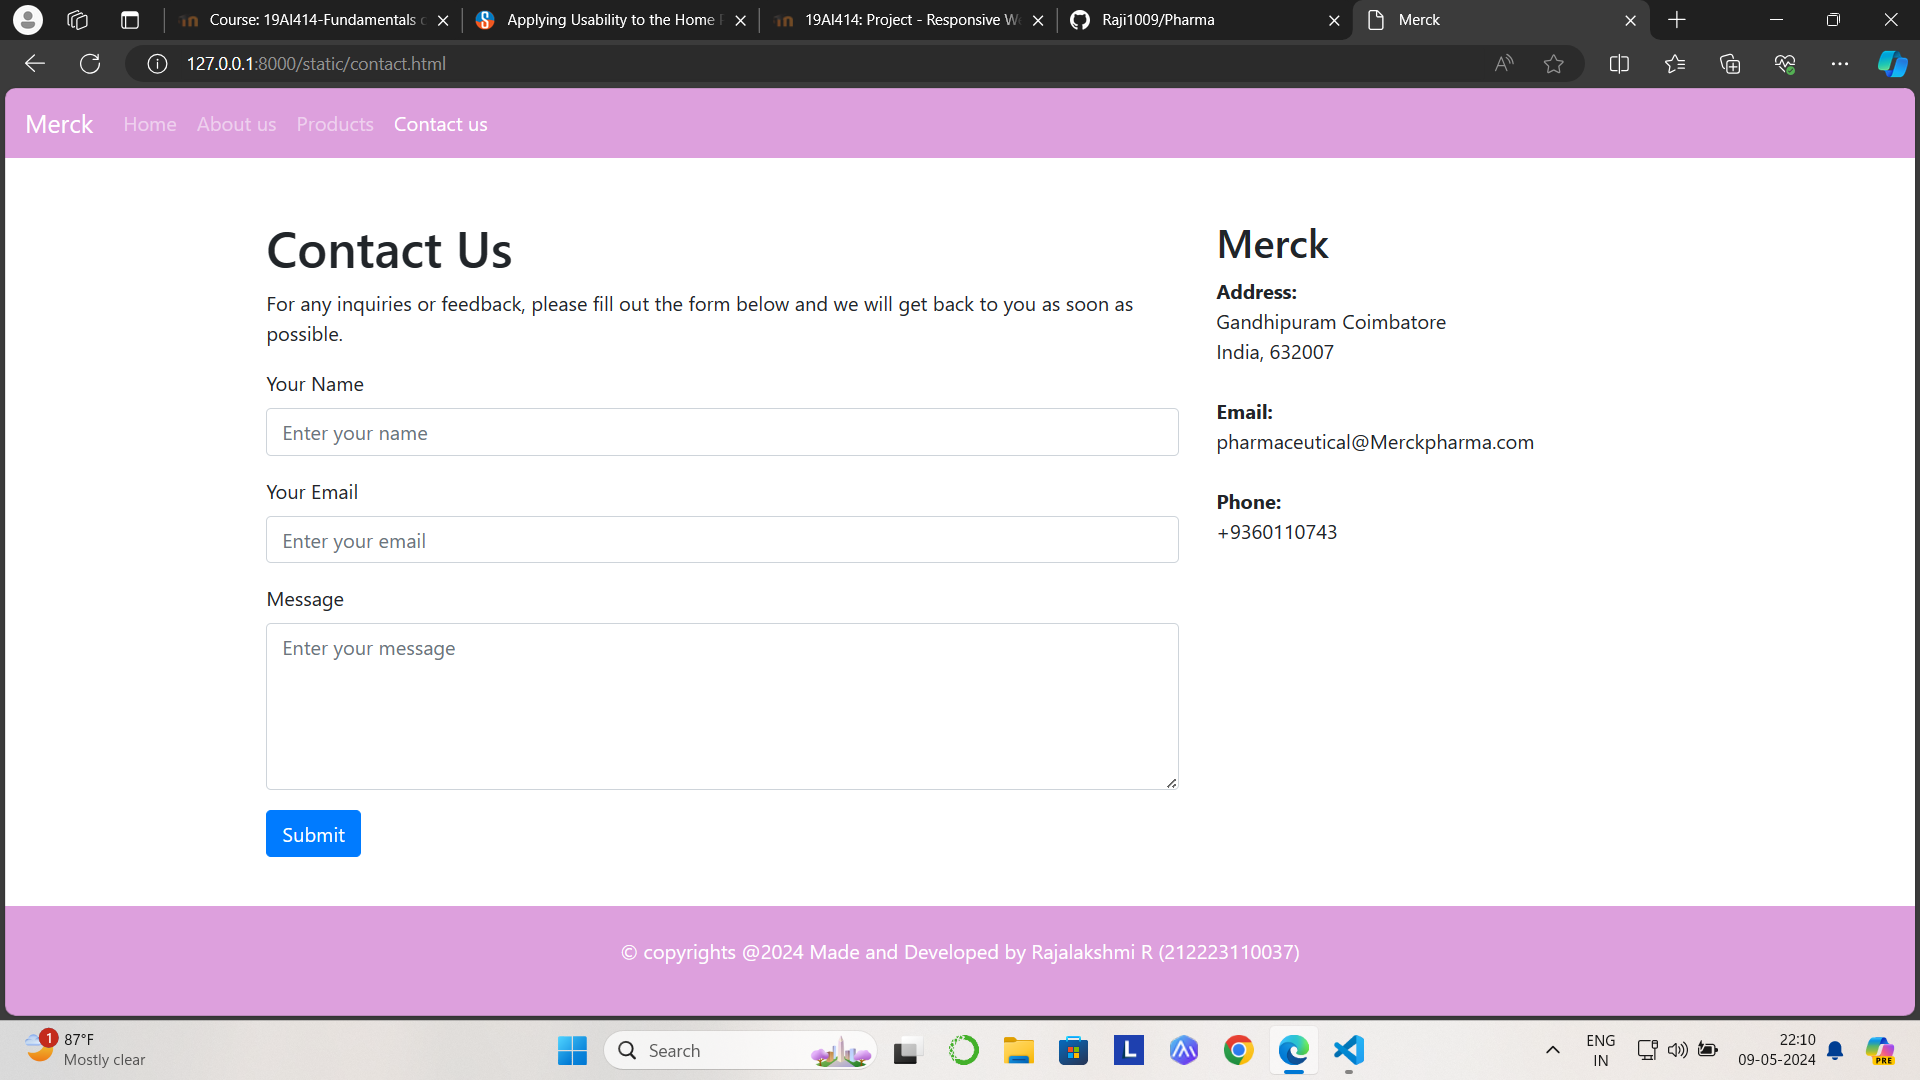 Course: 19AI414-Fundamentals
Applying Usability to the Home
19AI414: Project - Responsive
Raji1009/Pharma
Merck
127.0.0.1:8000/static/contact.html
Merck Home About us Products Contact us
Contact Us
For any inquiries or feedback, please fill out the form below and we will get back to you as soon as
possible.
Your Name
Enter your name
Your Email
Enter your email
Message
Enter your message
Submit
Merck
Address:
Gandhipuram Coimbatore
India, 632007
Email:
pharmaceutical@Merckpharma.com
Phone:
+9360110743
© copyrights @2024 Made and Developed by Rajalakshmi R (212223110037)
1
87°F
Mostly clear
Search
L
ENG
IN
22:10
09-05-2024
PRE